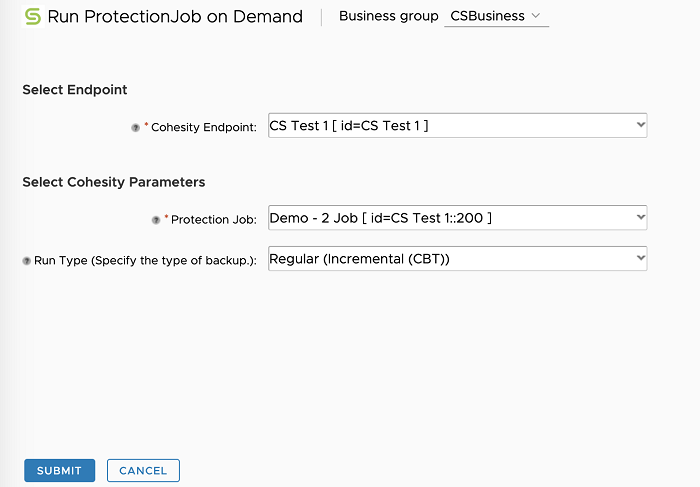 Run ProtectionJob on Demand Business group CSBusiness
Select Endpoint
* Cohesity Endpoint: CS Test 1 [ id=CS Test 1 ]
Select Cohesity Parameters
* Protection Job: Demo - 2 Job [ id=CS Test 1::200 ]
Run Type (Specify the type of backup.): Regular (Incremental (CBT))
SUBMIT CANCEL